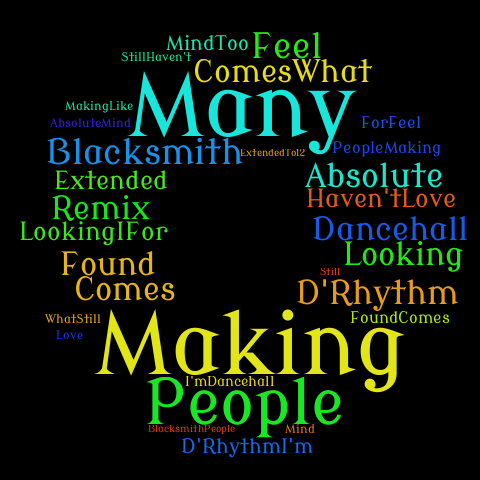 MindToo
Feel
StillHaven't
ComesWhat
Many
MakingLike
AbsoluteMind
ForFeel
Blacksmith
ExtendedTo12
PeopleMaking
Extended
Absolute
Remix
Haven'tLove
LookingIFor
Dancehall
Looking
Found
Still
Comes
D'Rhythm
WhatStill
FoundComes
Love
Making
I'mDancehall
People
BlacksmithPeople
Mind
D'RhythmI'm